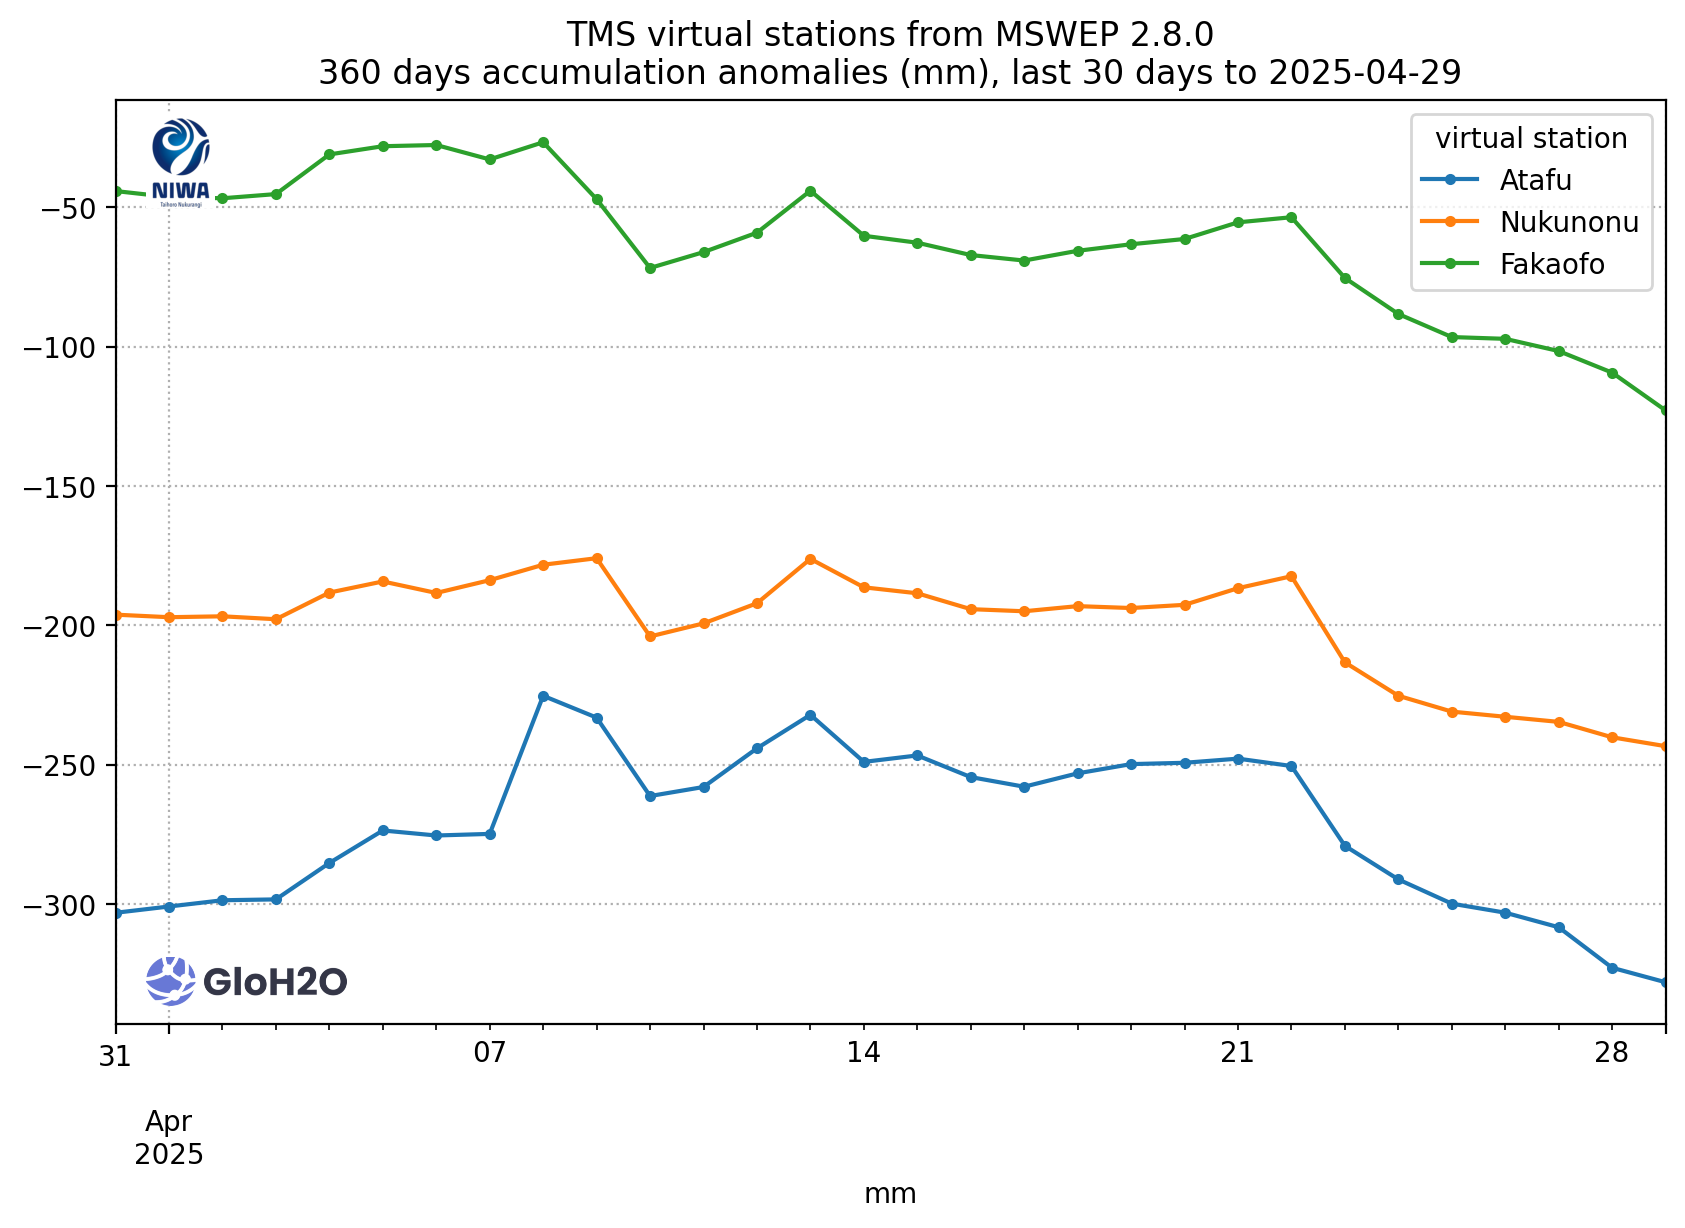 TMS virtual stations from MSWEP 2.8.0
360 days accumulation anomalies (mm), last 30 days to 2025-04-29
NIWA
Taihoro Nukurangi
virtual station
Atafu
Nukunonu
Fakaofo
−50
−100
−150
−200
−250
−300
GloH2O
31
07
14
21
28
Apr
2025
mm